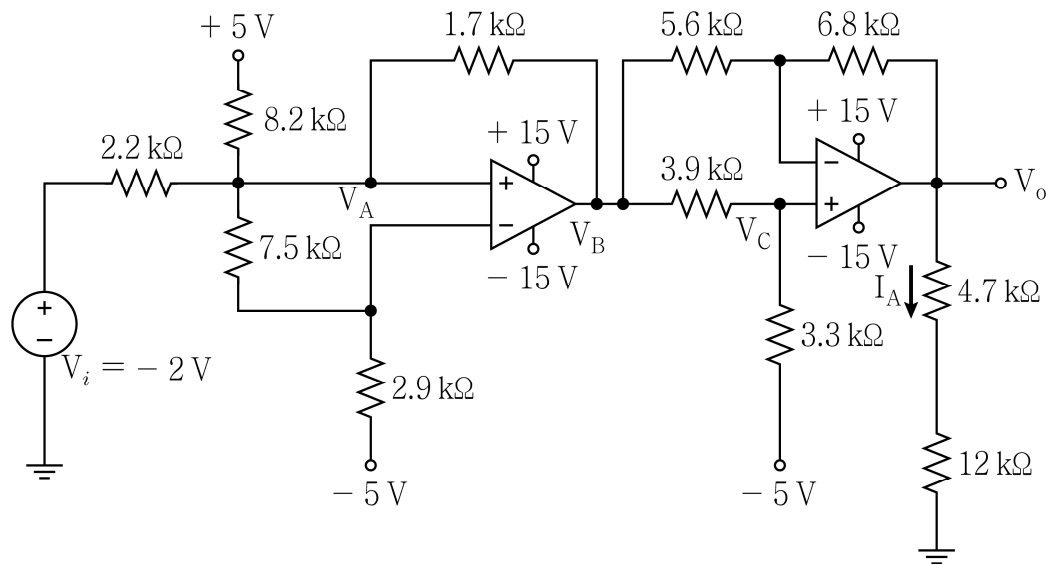 + 5 V
1.7 kΩ
5.6 kΩ
6.8 kΩ
8.2 kΩ
+ 15 V
+ 15 V
2.2 kΩ
3.9 kΩ
V_A
+
−
−
+
V_o
7.5 kΩ
V_B
V_C
− 15 V
− 15 V
I_A
4.7 kΩ
+
−
V_i = − 2 V
3.3 kΩ
2.9 kΩ
12 kΩ
− 5 V
− 5 V